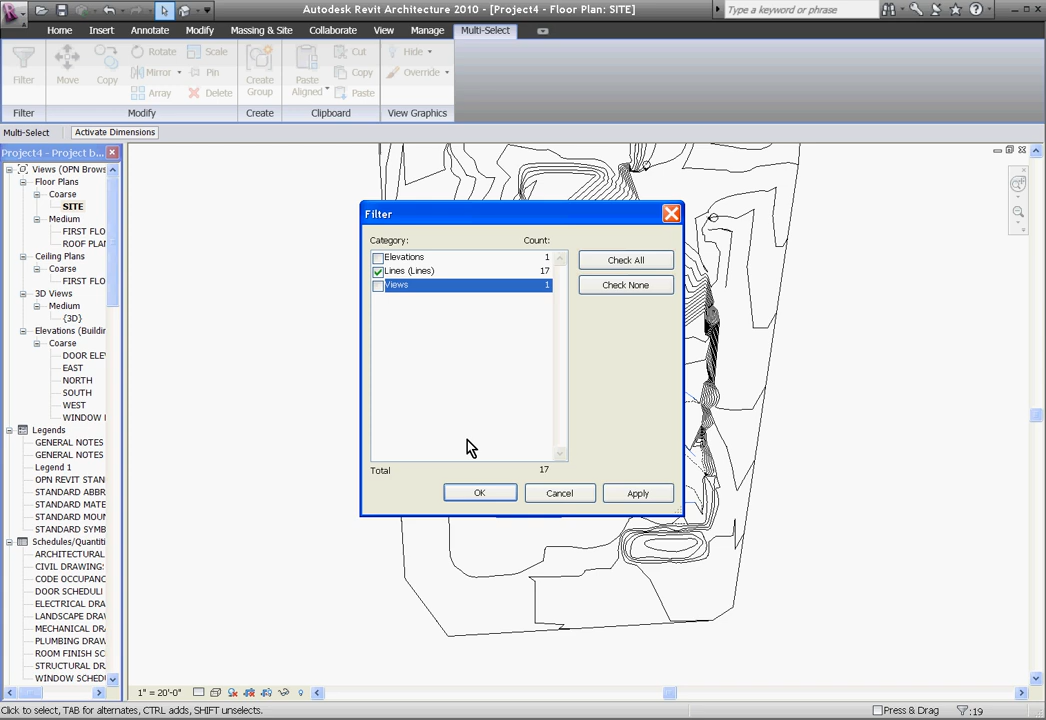 Autodesk Revit Architecture 2010 - [Project4 - Floor Plan: SITE]
Type a keyword or phrase
Home Insert Annotate Modify Massing & Site Collaborate View Manage Multi-Select
Filter Move Copy Rotate Scale Mirror Pin Array Delete Create Group Paste Aligned Cut Copy Paste Hide Override
Filter Modify Create Clipboard View Graphics
Multi-Select Activate Dimensions
Project4 - Project b...
Views (OPN Brows
Floor Plans
Coarse
SITE
Medium
FIRST FLO
ROOF PLAN
Ceiling Plans
Coarse
FIRST FLO
3D Views
Medium
{3D}
Elevations (Buildin
Coarse
DOOR ELE
EAST
NORTH
SOUTH
WEST
WINDOW I
Legends
GENERAL NOTES
GENERAL NOTES
Legend 1
OPN REVIT STAN
STANDARD ABBR
STANDARD MATE
STANDARD MOUN
STANDARD SYMB
Schedules/Quantiti
ARCHITECTURAL
CIVIL DRAWING:
CODE OCCUPANC
DOOR SCHEDULI
ELECTRICAL DRA
LANDSCAPE DRAW
MECHANICAL DR
PLUMBING DRAW
ROOM FINISH SC
STRUCTURAL DR
WINDOW SCHEDU
Filter
Category: Count:
Elevations 1
Lines (Lines) 17
Views 1
Check All
Check None
Total 17
OK Cancel Apply
1" = 20'-0"
Click to select, TAB for alternates, CTRL adds, SHIFT unselects.
Press & Drag
:19